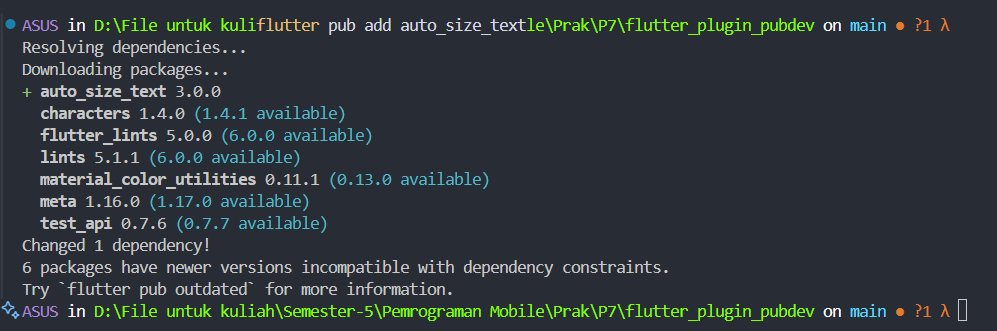 ASUS in D:\File untuk kuliflutter pub add auto_size_textle\Prak\P7\flutter_plugin_pubdev on main ● ?1 λ
Resolving dependencies...
Downloading packages...
+ auto_size_text 3.0.0
characters 1.4.0 (1.4.1 available)
flutter_lints 5.0.0 (6.0.0 available)
lints 5.1.1 (6.0.0 available)
material_color_utilities 0.11.1 (0.13.0 available)
meta 1.16.0 (1.17.0 available)
test_api 0.7.6 (0.7.7 available)
Changed 1 dependency!
6 packages have newer versions incompatible with dependency constraints.
Try `flutter pub outdated` for more information.
ASUS in D:\File untuk kuliah\Semester-5\Pemrograman Mobile\Prak\P7\flutter_plugin_pubdev on main ● ?1 λ